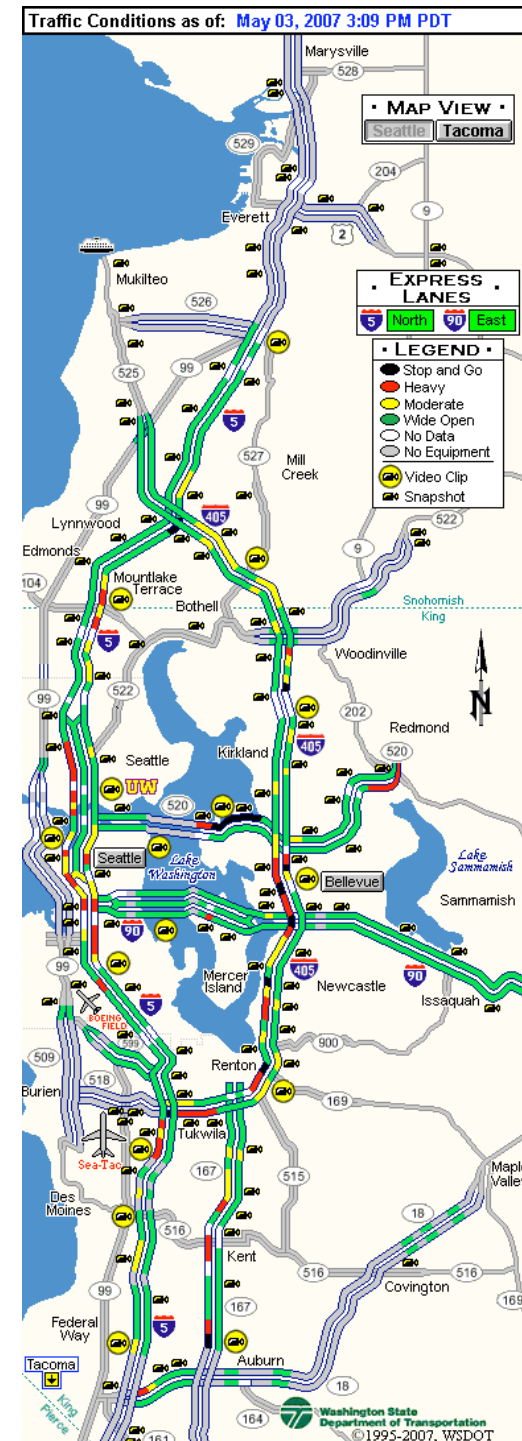 Traffic Conditions as of: May 03, 2007 3:09 PM PDT
Marysville
528
· MAP VIEW ·
Seattle Tacoma
529
204
9
Everett
2
Mukilteo
· EXPRESS LANES ·
5 North 90 East
526
· LEGEND ·
Stop and Go
Heavy
Moderate
Wide Open
No Data
No Equipment
Video Clip
Snapshot
525
99
5
527
Mill
Creek
99
405
522
Lynnwood
9
Edmonds
104
Mountlake
Terrace
Bothell
Snohomish
King
5
Woodinville
N
522
99
202
Redmond
520
Seattle
Kirkland
405
UW
520
Seattle
Lake
Washington
Bellevue
Lake
Sammamish
Sammamish
90
99
Mercer
Island
405
Newcastle
90
Issaquah
5
BOEING
FIELD
599
900
509
Renton
518
Burien
169
Tukwila
Sea-Tac
167
515
Maple
Valley
Des
Moines
516
18
Kent
516
Covington
516
99
167
169
Federal
Way
5
Tacoma
Auburn
18
King
Pierce
164
161
Washington State
Department of Transportation
©1995-2007, WSDOT